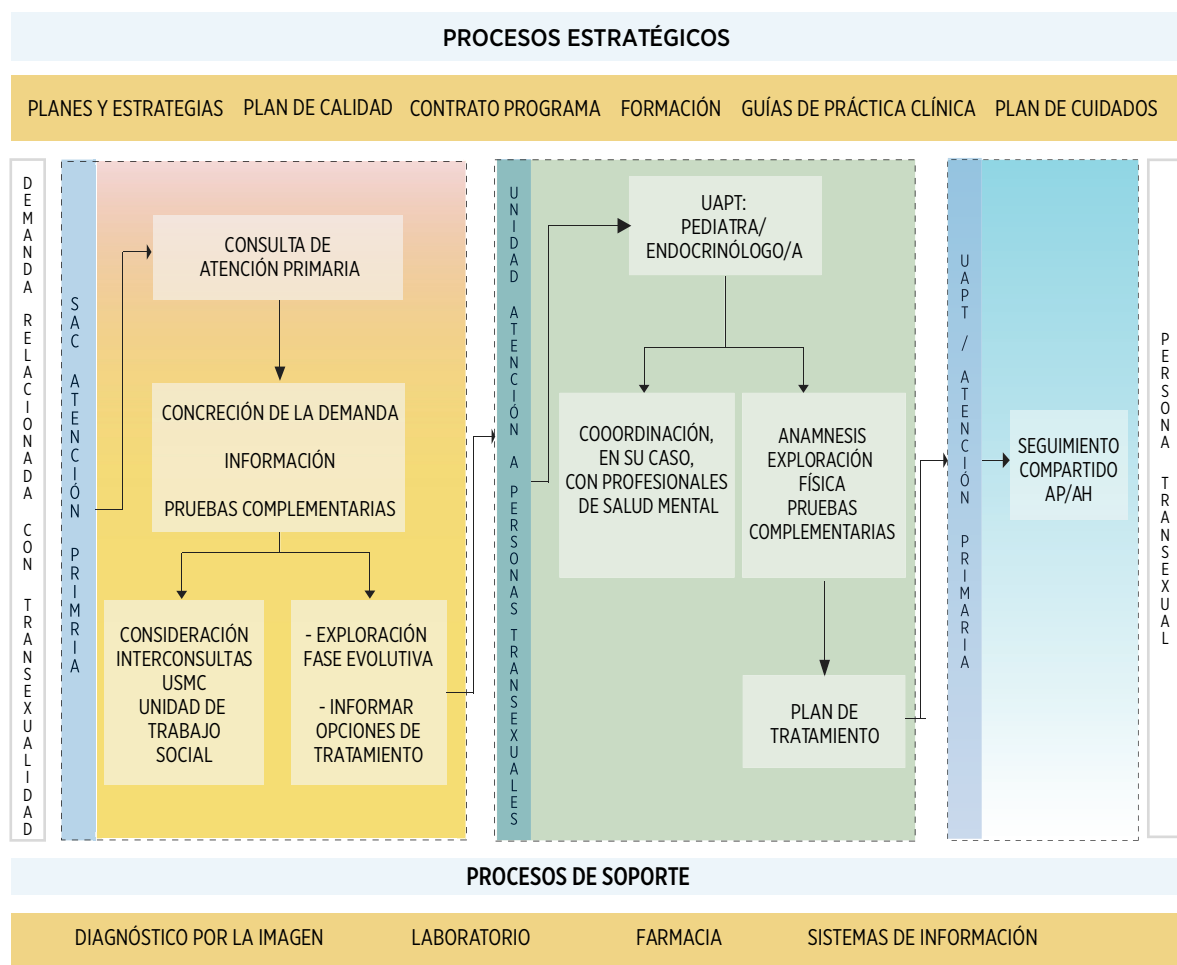 PROCESOS ESTRATÉGICOS
PLANES Y ESTRATEGIAS PLAN DE CALIDAD CONTRATO PROGRAMA FORMACIÓN GUÍAS DE PRÁCTICA CLÍNICA PLAN DE CUIDADOS
DEMANDA RELACIONADA CON TRANSEXUALIDAD
SAC ATENCIÓN PRIMRIA
CONSULTA DE
ATENCIÓN PRIMARIA
CONCRECIÓN DE LA DEMANDA
INFORMACIÓN
PRUEBAS COMPLEMENTARIAS
CONSIDERACIÓN
INTERCONSULTAS
USMC
UNIDAD DE
TRABAJO
SOCIAL
- EXPLORACIÓN
FASE EVOLUTIVA
- INFORMAR
OPCIONES DE
TRATAMIENTO
UNIDAD ATENCIÓN A PERSONAS TRANSEXUALES
UAPT:
PEDIATRA/
ENDOCRINÓLOGO/A
COOORDINACIÓN,
EN SU CASO,
CON PROFESIONALES
DE SALUD MENTAL
ANAMNESIS
EXPLORACIÓN
FÍSICA
PRUEBAS
COMPLEMENTARIAS
PLAN DE
TRATAMIENTO
UAPT / ATENCIÓN PRIMARIA
SEGUIMIENTO
COMPARTIDO
AP/AH
PERSONA TRANSEXUAL
PROCESOS DE SOPORTE
DIAGNÓSTICO POR LA IMAGEN LABORATORIO FARMACIA SISTEMAS DE INFORMACIÓN